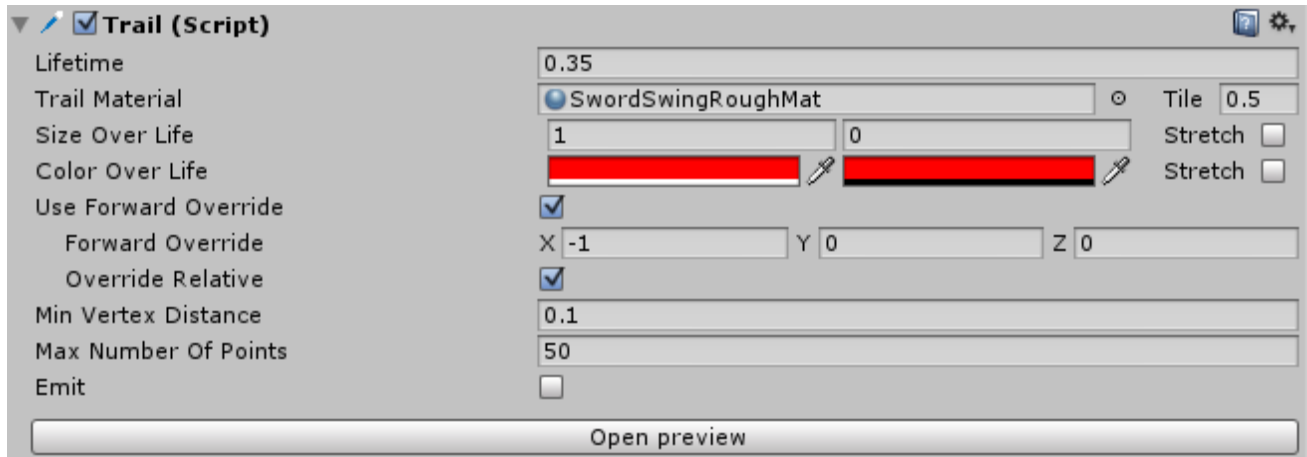 Trail (Script)
Lifetime 0.35
Trail Material SwordSwingRoughMat Tile 0.5
Size Over Life 1 0 Stretch
Color Over Life Stretch
Use Forward Override
Forward Override X -1 Y 0 Z 0
Override Relative
Min Vertex Distance 0.1
Max Number Of Points 50
Emit
Open preview